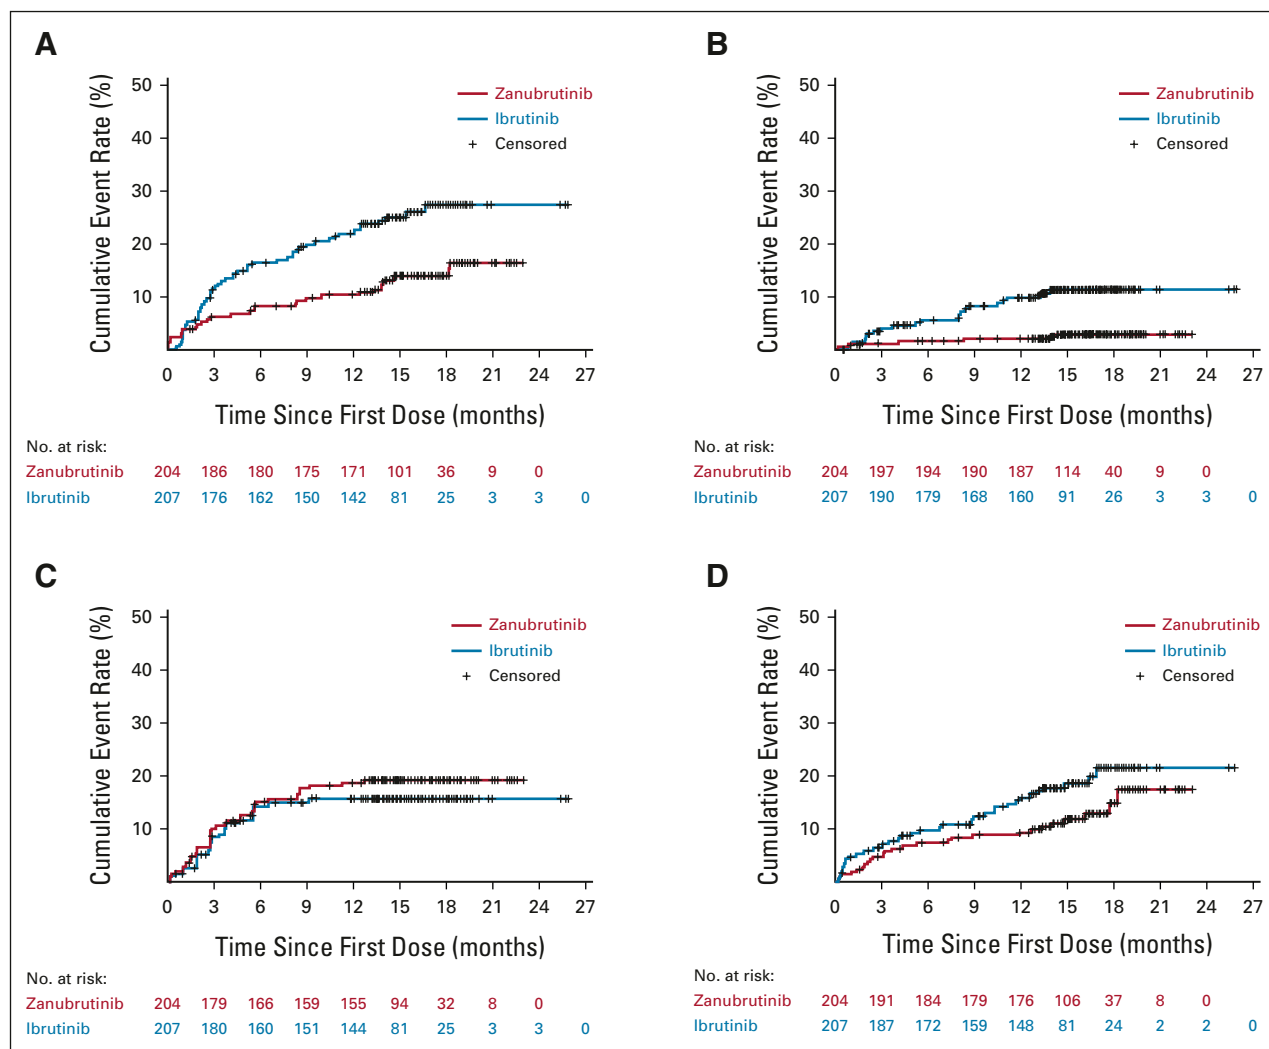 A
Cumulative Event Rate (%)
50
40
30
20
10
Zanubrutinib
Ibrutinib
+ Censored
0 3 6 9 12 15 18 21 24 27
Time Since First Dose (months)
No. at risk:
Zanubrutinib 204 186 180 175 171 101 36 9 0
Ibrutinib 207 176 162 150 142 81 25 3 3 0
B
Cumulative Event Rate (%)
50
40
30
20
10
Zanubrutinib
Ibrutinib
+ Censored
0 3 6 9 12 15 18 21 24 27
Time Since First Dose (months)
No. at risk:
Zanubrutinib 204 197 194 190 187 114 40 9 0
Ibrutinib 207 190 179 168 160 91 26 3 3 0
C
Cumulative Event Rate (%)
50
40
30
20
10
Zanubrutinib
Ibrutinib
+ Censored
0 3 6 9 12 15 18 21 24 27
Time Since First Dose (months)
No. at risk:
Zanubrutinib 204 179 166 159 155 94 32 8 0
Ibrutinib 207 180 160 151 144 81 25 3 3 0
D
Cumulative Event Rate (%)
50
40
30
20
10
Zanubrutinib
Ibrutinib
+ Censored
0 3 6 9 12 15 18 21 24 27
Time Since First Dose (months)
No. at risk:
Zanubrutinib 204 191 184 179 176 106 37 8 0
Ibrutinib 207 187 172 159 148 81 24 2 2 0